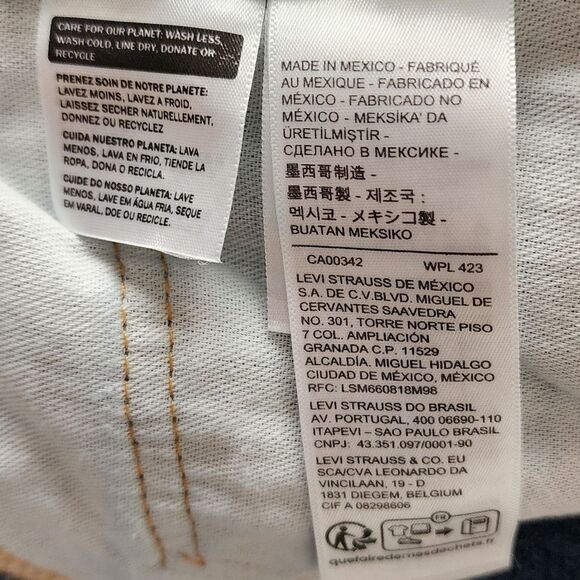 CARE FOR OUR PLANET: WASH LESS,
WASH COLD, LINE DRY, DONATE OR
RECYCLE
PRENEZ SOIN DE NOTRE PLANETE:
LAVEZ MOINS, LAVEZ A FROID,
LAISSEZ SECHER NATURELLEMENT,
DONNEZ OU RECYCLEZ
CUIDA NUESTRO PLANETA: LAVA
MENOS, LAVA EN FRIO, TIENDE LA
ROPA, DONA O RECICLA.
CUIDE DO NOSSO PLANETA: LAVE
MENOS, LAVE EM ÁGUA FRIA, SEQUE
EM VARAL, DOE OU RECICLE.
MADE IN MEXICO - FABRIQUÉ
AU MEXIQUE - FABRICADO EN
MÉXICO - FABRICADO NO
MÉXICO - MEKSİKA' DA
ÜRETİLMİŞTİR -
СДЕЛАНО В МЕКСИКЕ -
墨西哥制造 -
墨西哥製 - 제조국 :
멕시코 - メキシコ製 -
BUATAN MEKSIKO
CA00342 WPL 423
LEVI STRAUSS DE MÉXICO
S.A. DE C.V.BLVD. MIGUEL DE
CERVANTES SAAVEDRA
NO. 301, TORRE NORTE PISO
7 COL. AMPLIACIÓN
GRANADA C.P. 11529
ALCALDÍA. MIGUEL HIDALGO
CIUDAD DE MÉXICO, MÉXICO
RFC: LSM660818M98
LEVI STRAUSS DO BRASIL
AV. PORTUGAL, 400 06690-110
ITAPEVI – SAO PAULO BRASIL
CNPJ: 43.351.097/0001-90
LEVI STRAUSS & CO. EU
SCA/CVA LEONARDO DA
VINCILAAN, 19 - D
1831 DIEGEM, BELGIUM
CIF A 08298606
FR
quefairedemesdechets.fr